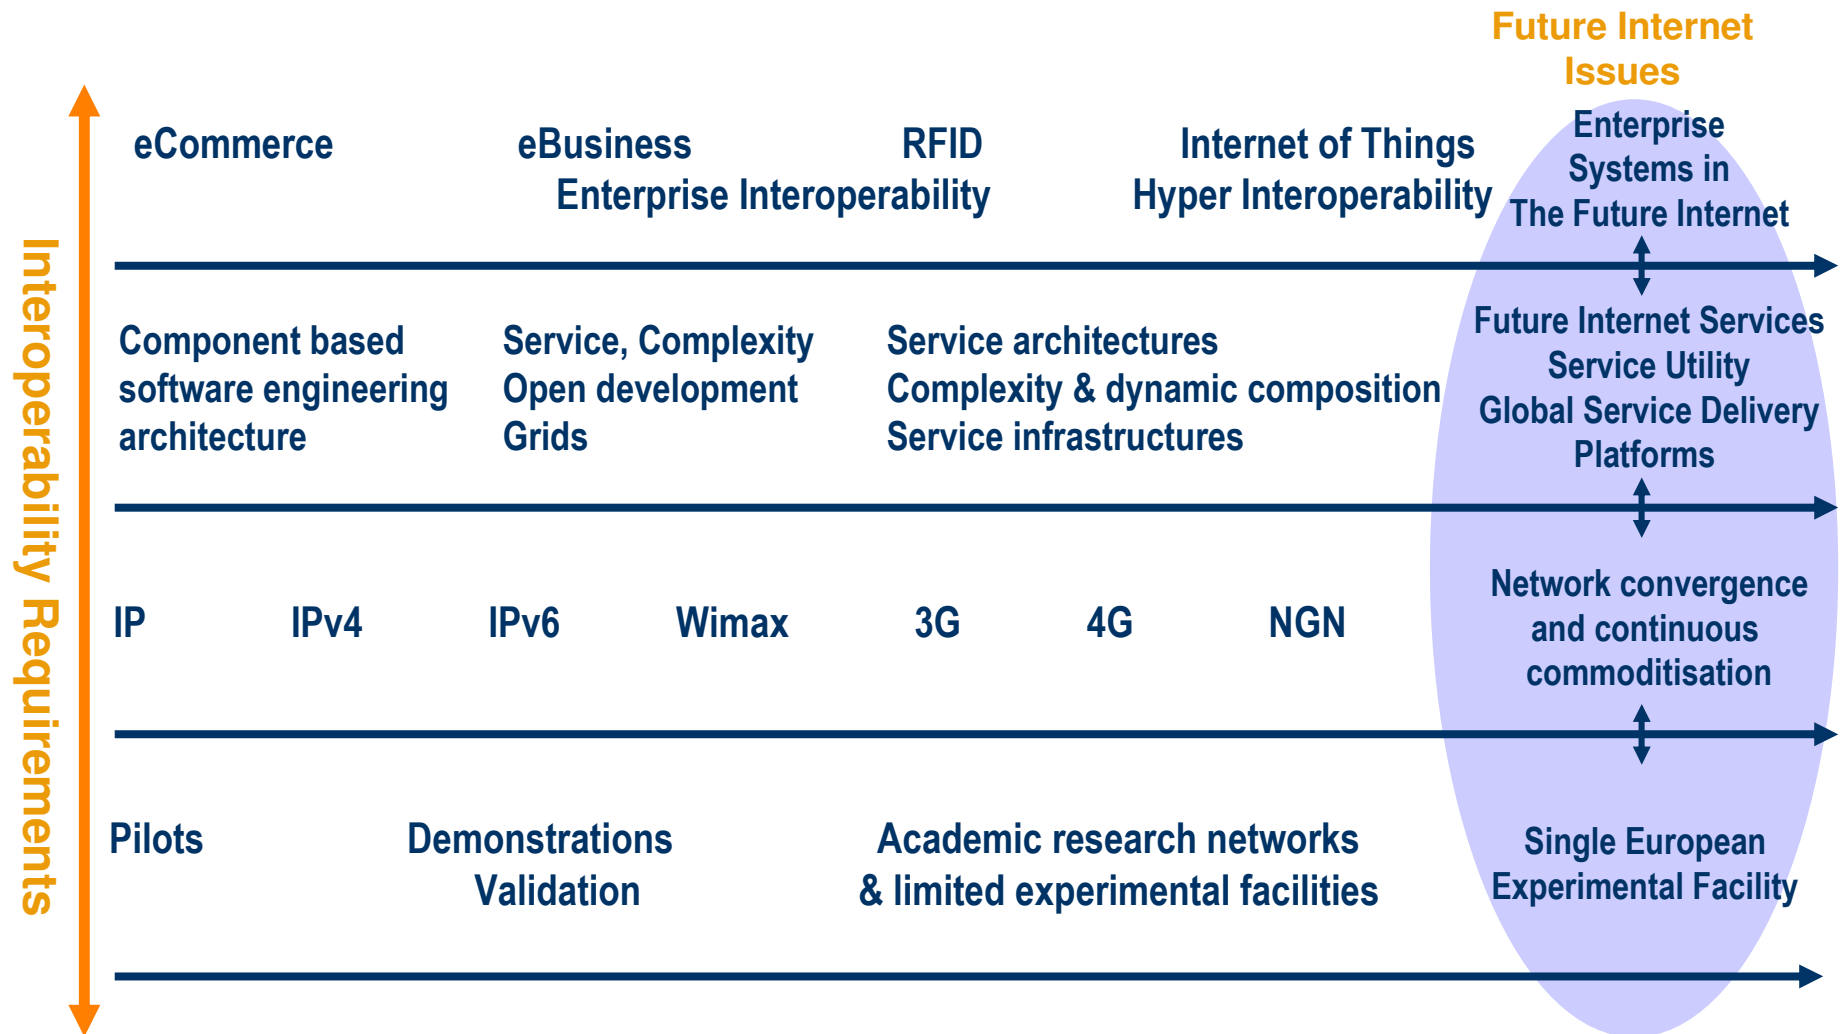 Future Internet
Issues
Interoperability Requirements
eCommerce
eBusiness
RFID
Enterprise Interoperability
Internet of Things
Hyper Interoperability
Enterprise
Systems in
The Future Internet
Component based
software engineering
architecture
Service, Complexity
Open development
Grids
Service architectures
Complexity & dynamic composition
Service infrastructures
Future Internet Services
Service Utility
Global Service Delivery
Platforms
IP
IPv4
IPv6
Wimax
3G
4G
NGN
Network convergence
and continuous
commoditisation
Pilots
Demonstrations
Validation
Academic research networks
& limited experimental facilities
Single European
Experimental Facility